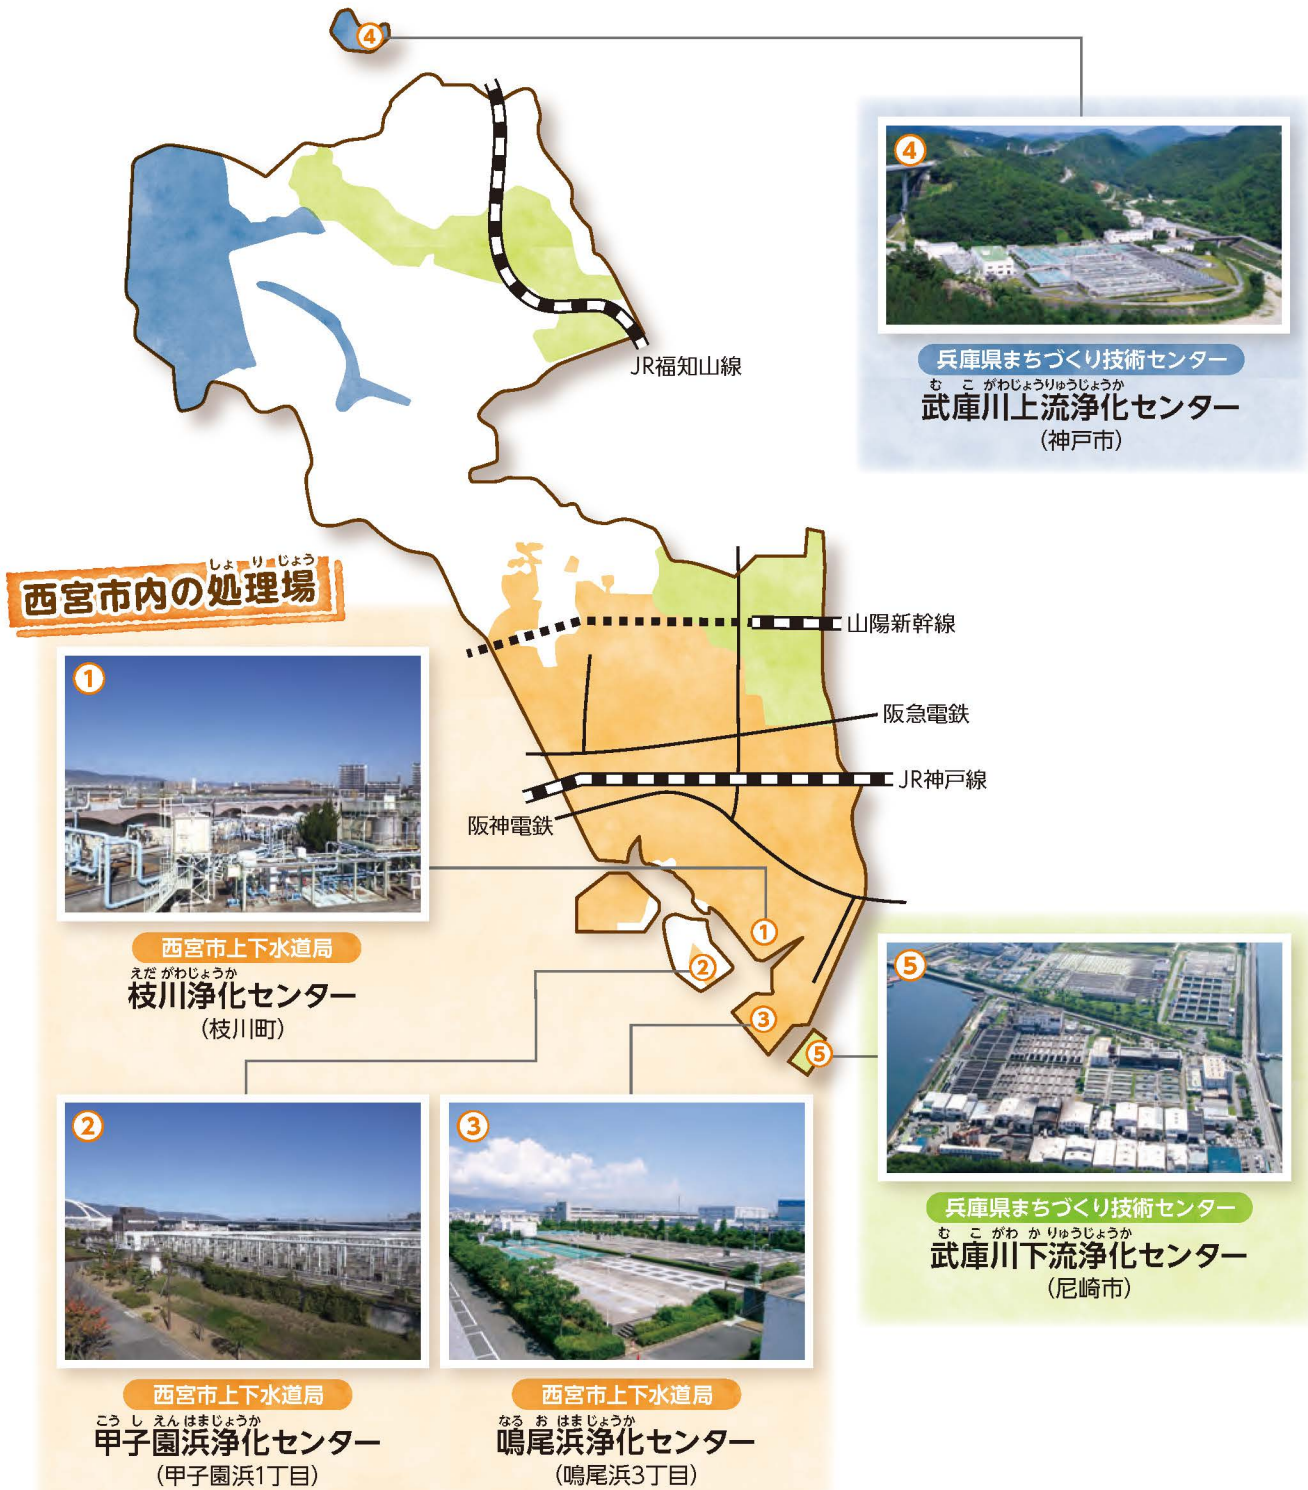 ④
④
兵庫県まちづくり技術センター
むこがわじょうりゅうじょうか
武庫川上流浄化センター
(神戸市)
JR福知山線
しょりじょう
西宮市内の処理場
山陽新幹線
阪急電鉄
JR神戸線
阪神電鉄
①
西宮市上下水道局
えだがわじょうか
枝川浄化センター
(枝川町)
①
②
③
⑤
⑤
兵庫県まちづくり技術センター
むこがわかりゅうじょうか
武庫川下流浄化センター
(尼崎市)
②
西宮市上下水道局
こうしえんはまじょうか
甲子園浜浄化センター
(甲子園浜1丁目)
③
西宮市上下水道局
なるおはまじょうか
鳴尾浜浄化センター
(鳴尾浜3丁目)